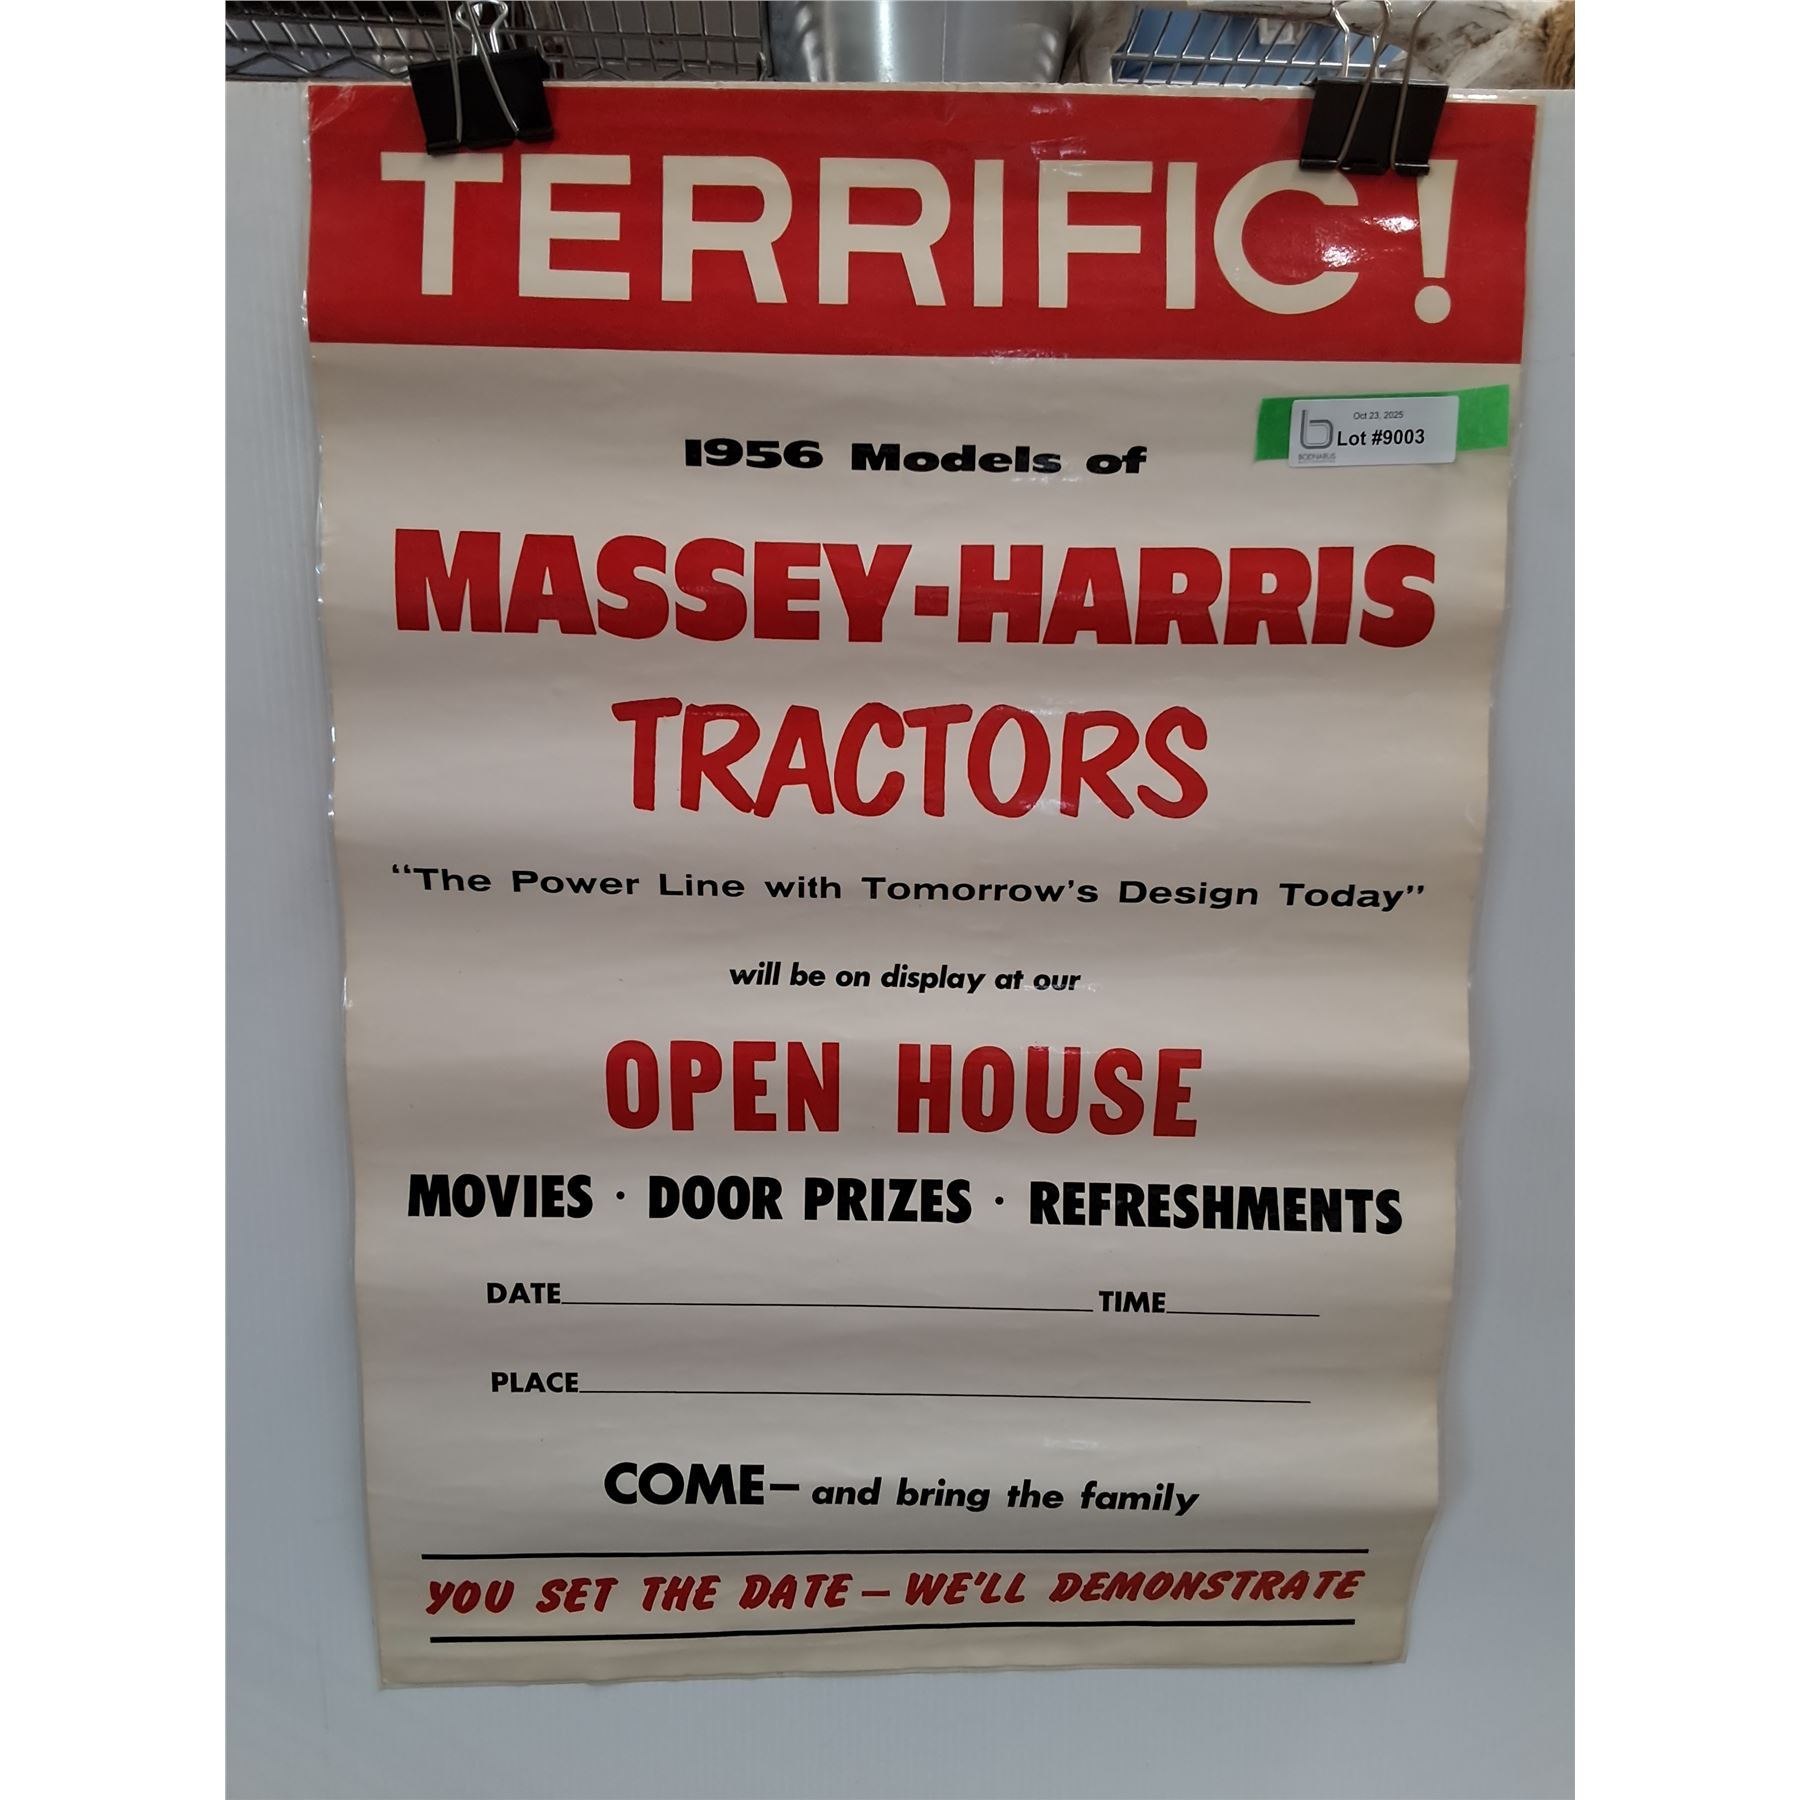 TERRIFIC!
Oct 23, 2025
Lot #9003
BODNARUS
1956 Models of
MASSEY-HARRIS
TRACTORS
“The Power Line with Tomorrow’s Design Today”
will be on display at our
OPEN HOUSE
MOVIES · DOOR PRIZES · REFRESHMENTS
DATE TIME
PLACE
COME— and bring the family
YOU SET THE DATE — WE’LL DEMONSTRATE